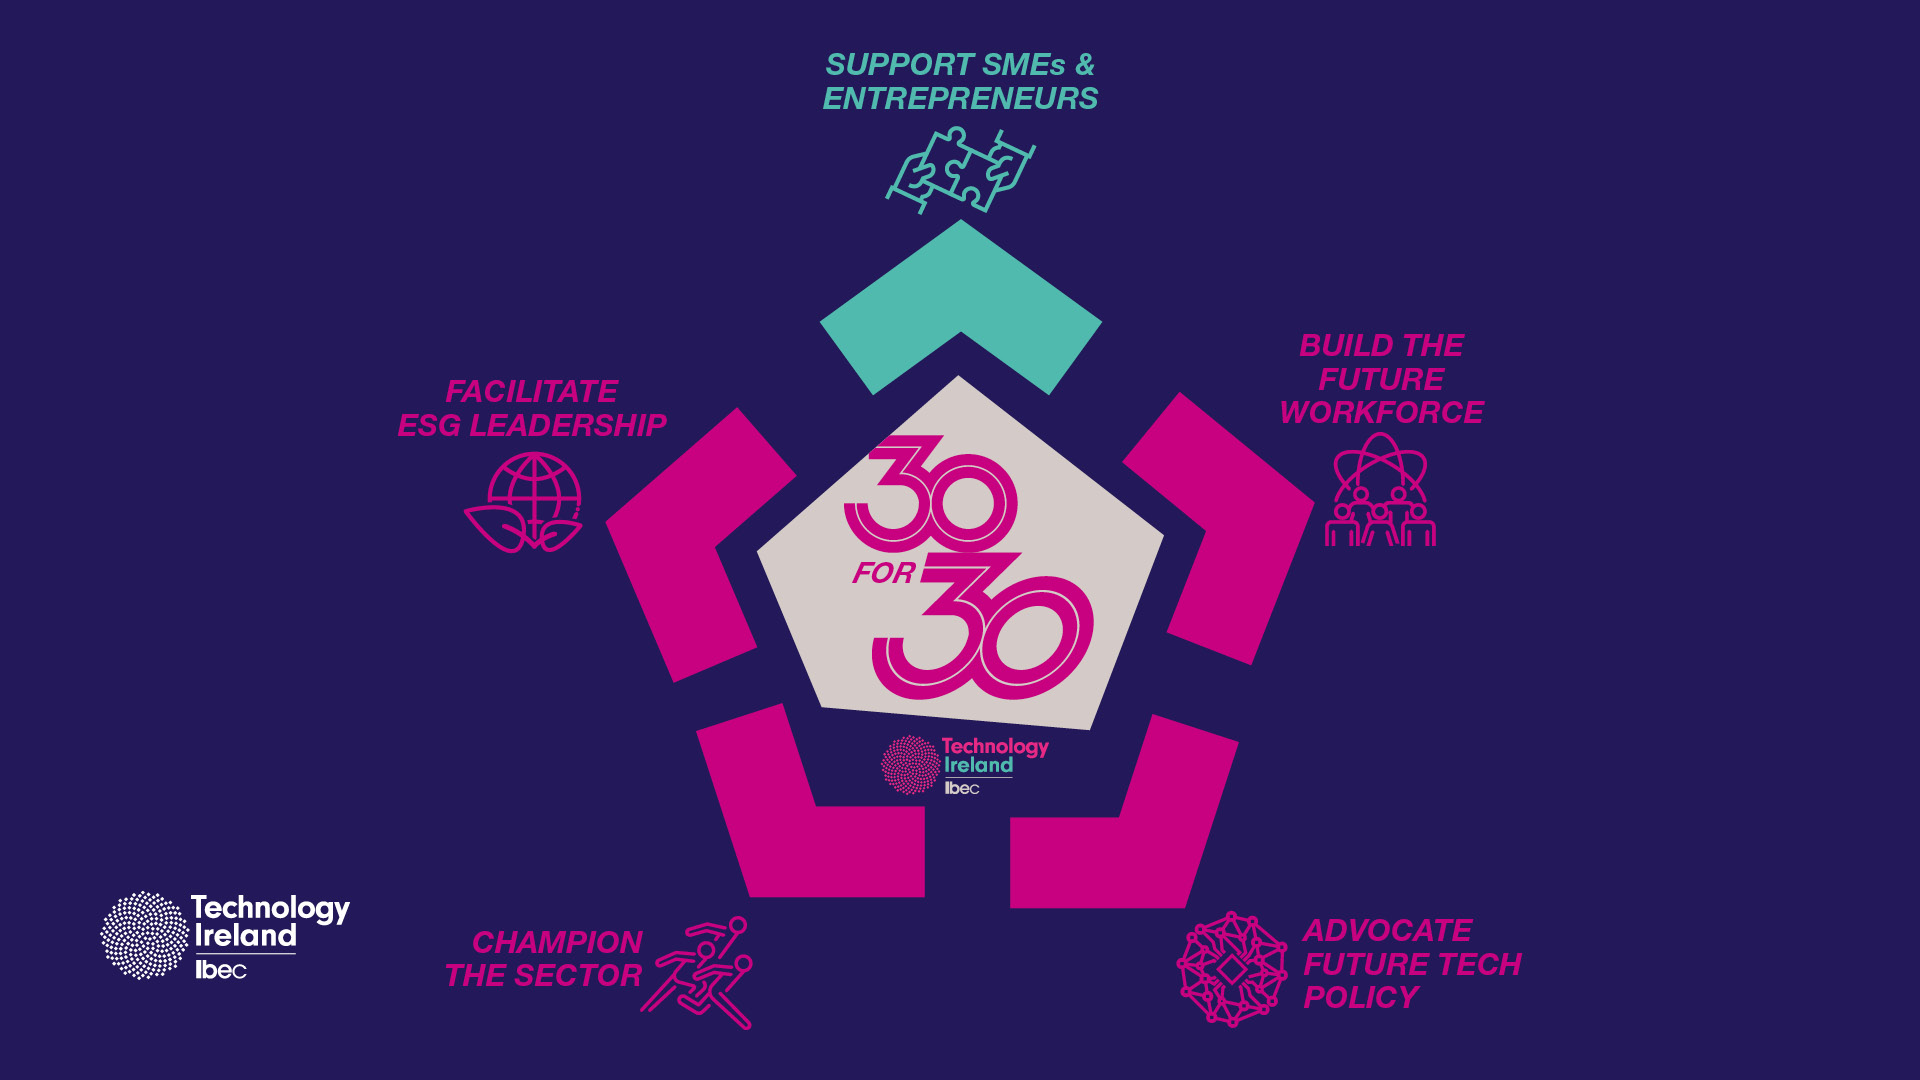 SUPPORT SMEs &
ENTREPRENEURS
BUILD THE
FUTURE
WORKFORCE
FACILITATE
ESG LEADERSHIP
30
FOR 30
Technology
Ireland
Ibec
Technology
Ireland
Ibec
CHAMPION
THE SECTOR
ADVOCATE
FUTURE TECH
POLICY